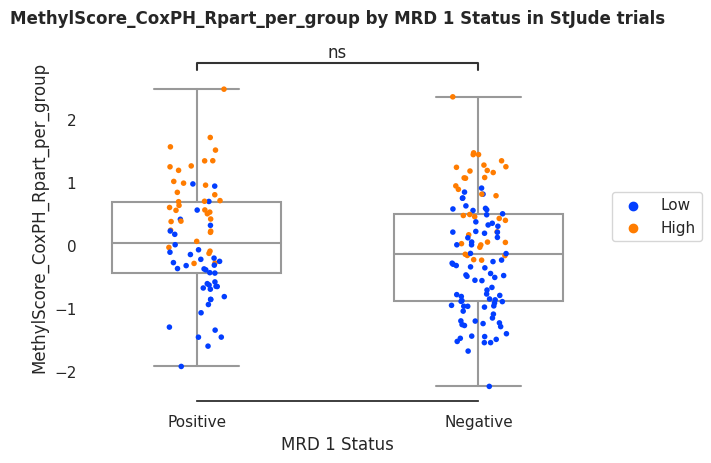 MethylScore_CoxPH_Rpart_per_group by MRD 1 Status in StJude trials
ns
MethylScore_CoxPH_Rpart_per_group
2
1
0
−1
−2
Low
High
Positive
Negative
MRD 1 Status